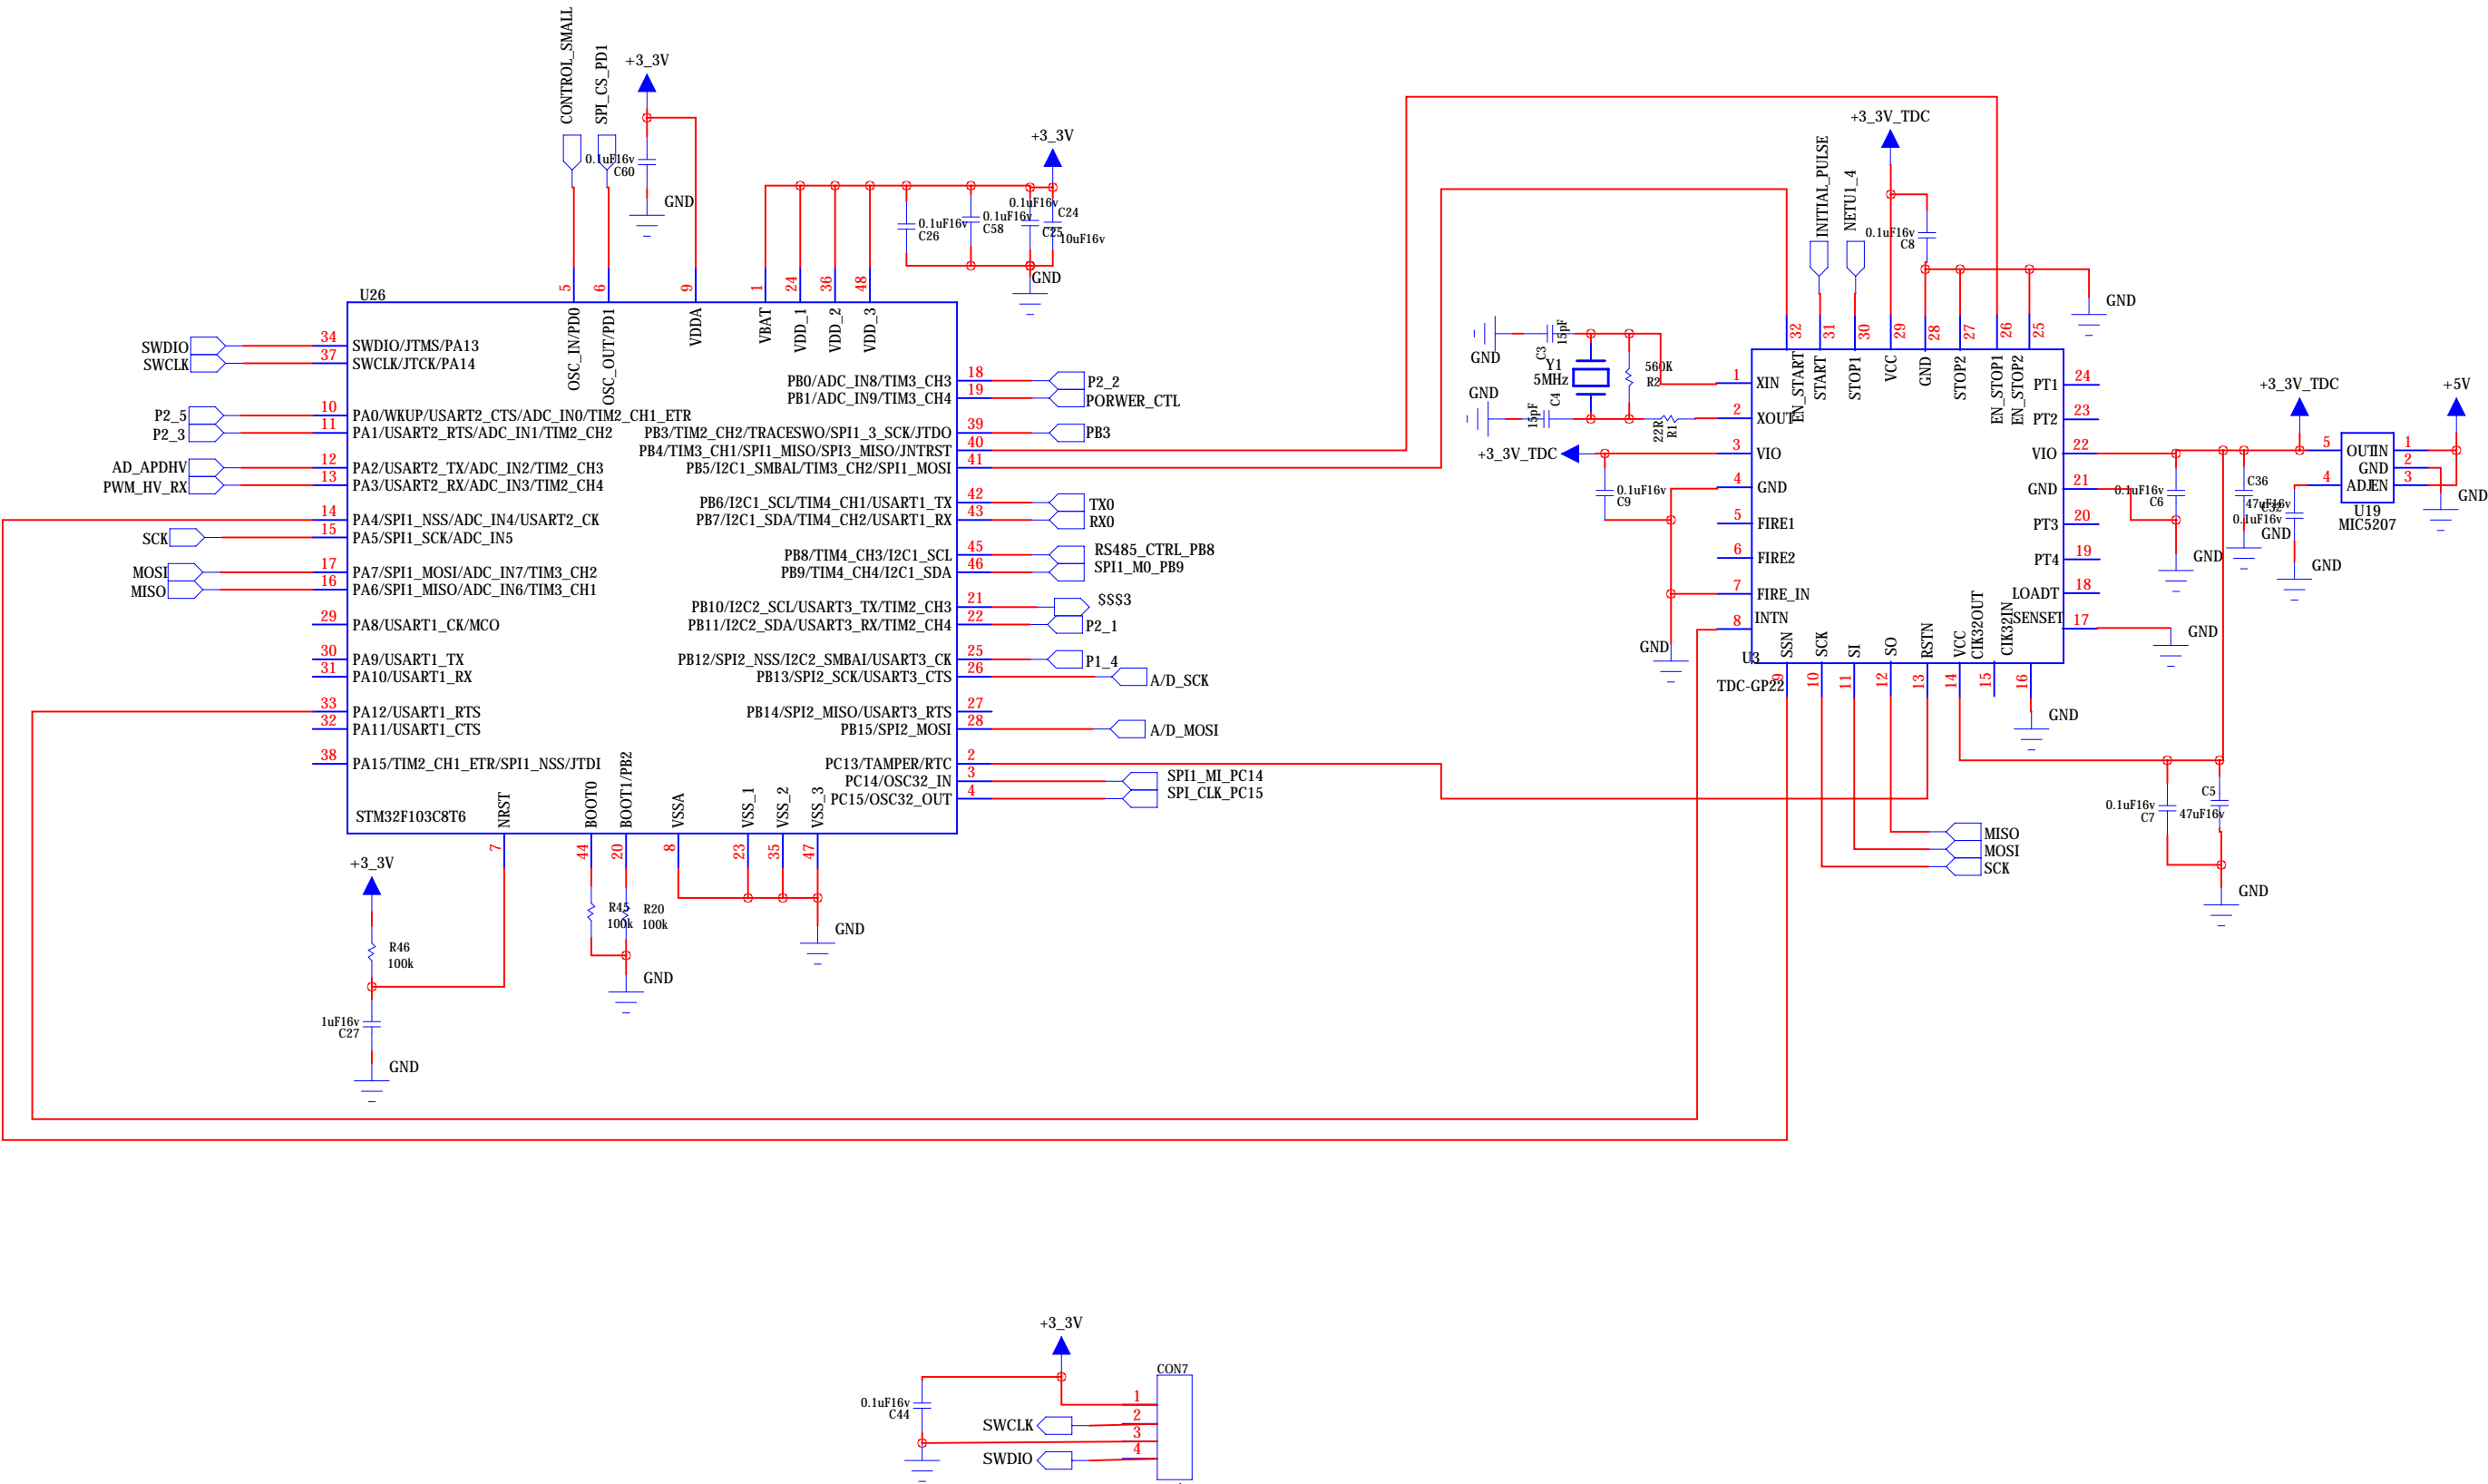 CONTROL_SMALL
SPI_CS_PD1
+3_3V
0.1uF16v
C60
GND
+3_3V
0.1uF16v
C26
0.1uF16v
C58
0.1uF16v
C25
C24
10uF16v
GND
U26
5
6
9
1
24
36
48
OSC_IN/PD0
OSC_OUT/PD1
VDDA
VBAT
VDD_1
VDD_2
VDD_3
SWDIO 34 SWDIO/JTMS/PA13
SWCLK 37 SWCLK/JTCK/PA14
P2_5 10 PA0/WKUP/USART2_CTS/ADC_IN0/TIM2_CH1_ETR
P2_3 11 PA1/USART2_RTS/ADC_IN1/TIM2_CH2
AD_APDHV 12 PA2/USART2_TX/ADC_IN2/TIM2_CH3
PWM_HV_RX 13 PA3/USART2_RX/ADC_IN3/TIM2_CH4
14 PA4/SPI1_NSS/ADC_IN4/USART2_CK
SCK 15 PA5/SPI1_SCK/ADC_IN5
MOSI 17 PA7/SPI1_MOSI/ADC_IN7/TIM3_CH2
MISO 16 PA6/SPI1_MISO/ADC_IN6/TIM3_CH1
29 PA8/USART1_CK/MCO
30 PA9/USART1_TX
31 PA10/USART1_RX
33 PA12/USART1_RTS
32 PA11/USART1_CTS
38 PA15/TIM2_CH1_ETR/SPI1_NSS/JTDI
PB0/ADC_IN8/TIM3_CH3 18 P2_2
PB1/ADC_IN9/TIM3_CH4 19 PORWER_CTL
PB3/TIM2_CH2/TRACESWO/SPI1_3_SCK/JTDO 39 PB3
PB4/TIM3_CH1/SPI1_MISO/SPI3_MISO/JNTRST 40
PB5/I2C1_SMBAL/TIM3_CH2/SPI1_MOSI 41
PB6/I2C1_SCL/TIM4_CH1/USART1_TX 42 TX0
PB7/I2C1_SDA/TIM4_CH2/USART1_RX 43 RX0
PB8/TIM4_CH3/I2C1_SCL 45 RS485_CTRL_PB8
PB9/TIM4_CH4/I2C1_SDA 46 SPI1_M0_PB9
PB10/I2C2_SCL/USART3_TX/TIM2_CH3 21 $$$3
PB11/I2C2_SDA/USART3_RX/TIM2_CH4 22 P2_1
PB12/SPI2_NSS/I2C2_SMBAI/USART3_CK 25 P1_4
PB13/SPI2_SCK/USART3_CTS 26 A/D_SCK
PB14/SPI2_MISO/USART3_RTS 27
PB15/SPI2_MOSI 28 A/D_MOSI
PC13/TAMPER/RTC 2
PC14/OSC32_IN 3 SPI1_MI_PC14
PC15/OSC32_OUT 4 SPI_CLK_PC15
STM32F103C8T6
NRST
BOOT0
BOOT1/PB2
VSSA
VSS_1
VSS_2
VSS_3
7
44
20
8
23
35
47
+3_3V
R46
100k
1uF16v
C27
GND
R45
100k
R20
100k
GND
GND
+3_3V_TDC
INITIAL_PULSE
NETU1_4
0.1uF16v
C8
GND
32
31
30
29
28
27
26
25
EN_START
START
STOP1
VCC
GND
STOP2
EN_STOP1
EN_STOP2
GND
C3
15pF
Y1
5MHz
560K
R2
GND
15pF
C4
22R
R1
+3_3V_TDC
0.1uF16v
C9
GND
1 XIN
2 XOUT
3 VIO
4 GND
5 FIRE1
6 FIRE2
7 FIRE_IN
8 INTN
PT1 24
PT2 23
VIO 22
GND 21
PT3 20
PT4 19
LOADT 18
SENSET 17
GND
SSN
SCK
SI
SO
RSTN
VCC
CIK32OUT
CIK32IN
U3
TDC-GP22
9
10
11
12
13
14
15
16
GND
MISO
MOSI
SCK
0.1uF16v
C7
C5
47uF16v
GND
0.1uF16v
C6
GND
C36
47uF16v
GND
C32
0.1uF16v
GND
+3_3V_TDC
+5V
5 OUT IN 1
GND 2
4 ADJ EN 3
U19
MIC5207
GND
+3_3V
CON7
0.1uF16v
C44
1
SWCLK 2
3
SWDIO 4